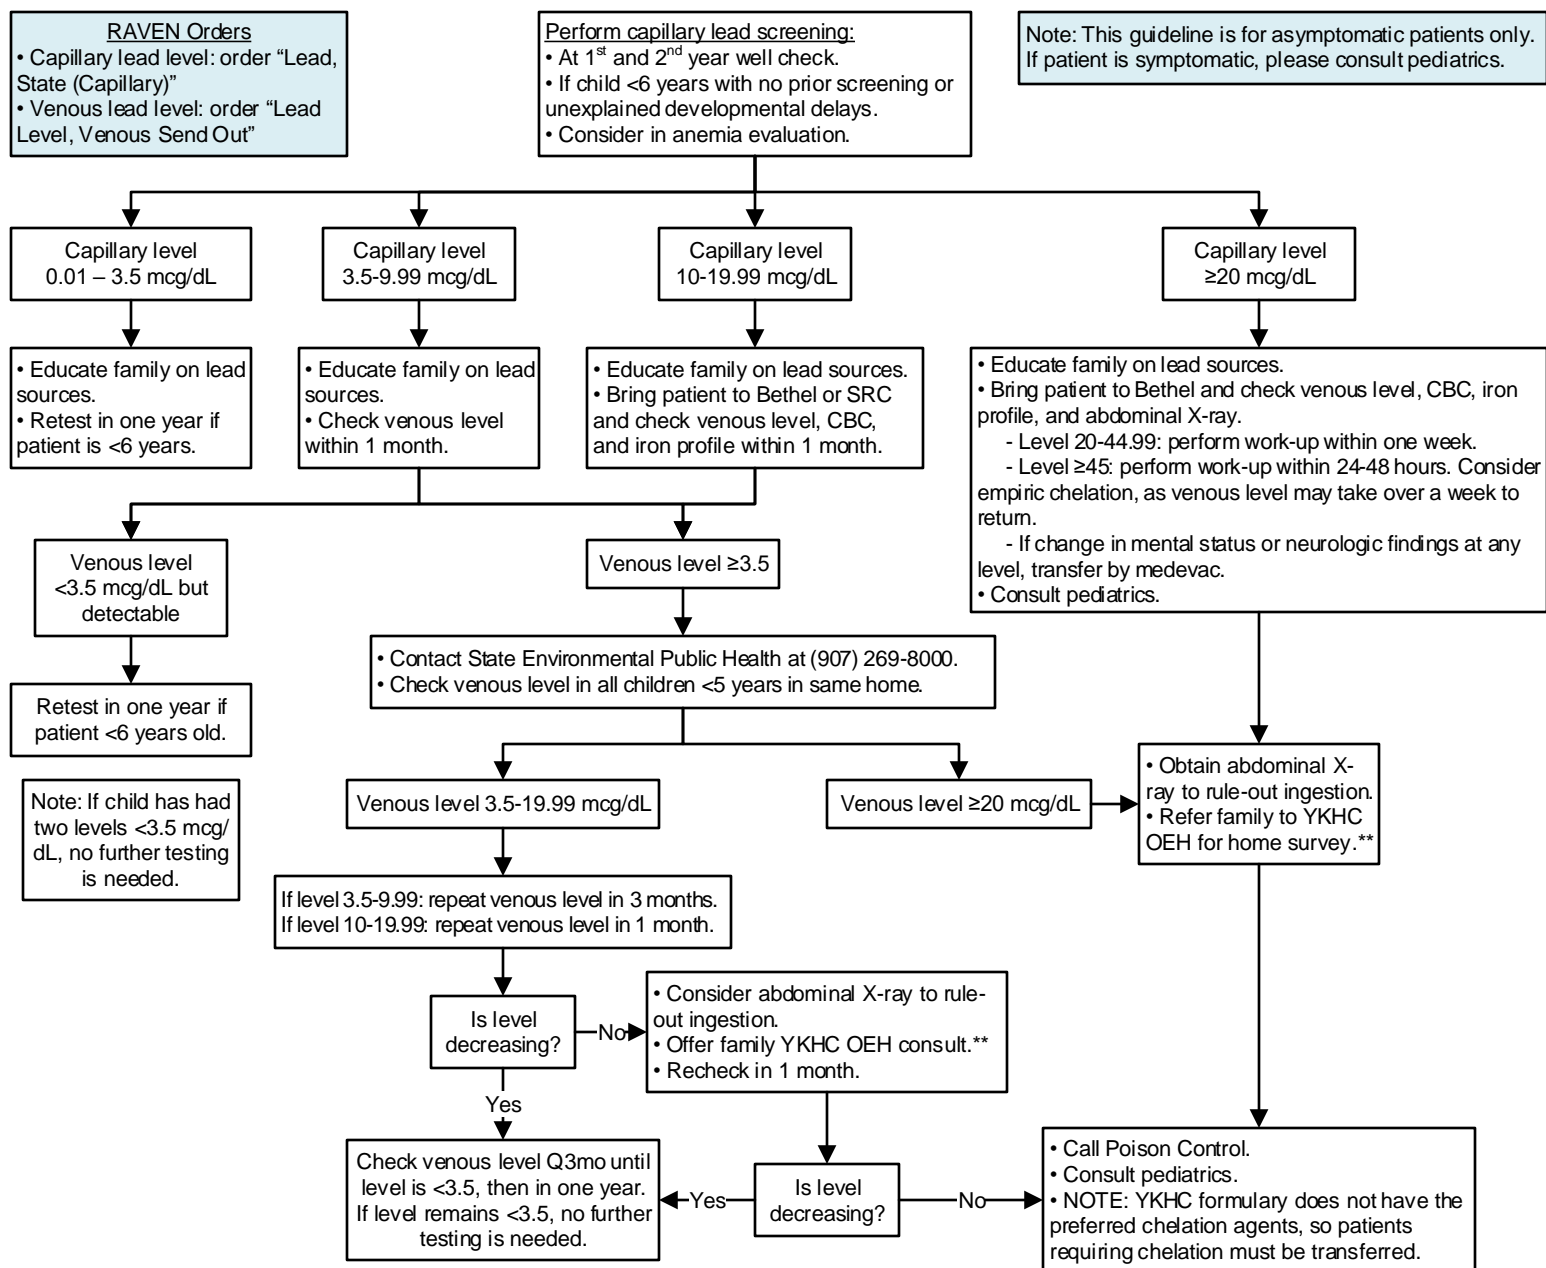 RAVEN Orders
• Capillary lead level: order “Lead,
State (Capillary)”
• Venous lead level: order “Lead
Level, Venous Send Out”
Perform capillary lead screening:
• At 1st and 2nd year well check.
• If child <6 years with no prior screening or
unexplained developmental delays.
• Consider in anemia evaluation.
Note: This guideline is for asymptomatic patients only.
If patient is symptomatic, please consult pediatrics.
Capillary level
0.01 – 3.5 mcg/dL
Capillary level
3.5-9.99 mcg/dL
Capillary level
10-19.99 mcg/dL
Capillary level
≥20 mcg/dL
• Educate family on lead
sources.
• Retest in one year if
patient is <6 years.
• Educate family on lead
sources.
• Check venous level
within 1 month.
• Educate family on lead sources.
• Bring patient to Bethel or SRC
and check venous level, CBC,
and iron profile within 1 month.
• Educate family on lead sources.
• Bring patient to Bethel and check venous level, CBC, iron
profile, and abdominal X-ray.
- Level 20-44.99: perform work-up within one week.
- Level ≥45: perform work-up within 24-48 hours. Consider
empiric chelation, as venous level may take over a week to
return.
- If change in mental status or neurologic findings at any
level, transfer by medevac.
• Consult pediatrics.
Venous level
<3.5 mcg/dL but
detectable
Venous level ≥3.5
• Contact State Environmental Public Health at (907) 269-8000.
• Check venous level in all children <5 years in same home.
Retest in one year if
patient <6 years old.
Note: If child has had
two levels <3.5 mcg/
dL, no further testing
is needed.
Venous level 3.5-19.99 mcg/dL
Venous level ≥20 mcg/dL
• Obtain abdominal X-
ray to rule-out ingestion.
• Refer family to YKHC
OEH for home survey.**
If level 3.5-9.99: repeat venous level in 3 months.
If level 10-19.99: repeat venous level in 1 month.
Is level
decreasing?
No
• Consider abdominal X-ray to rule-
out ingestion.
• Offer family YKHC OEH consult.**
• Recheck in 1 month.
Yes
Check venous level Q3mo until
level is <3.5, then in one year.
If level remains <3.5, no further
testing is needed.
Yes
Is level
decreasing?
No
• Call Poison Control.
• Consult pediatrics.
• NOTE: YKHC formulary does not have the
preferred chelation agents, so patients
requiring chelation must be transferred.